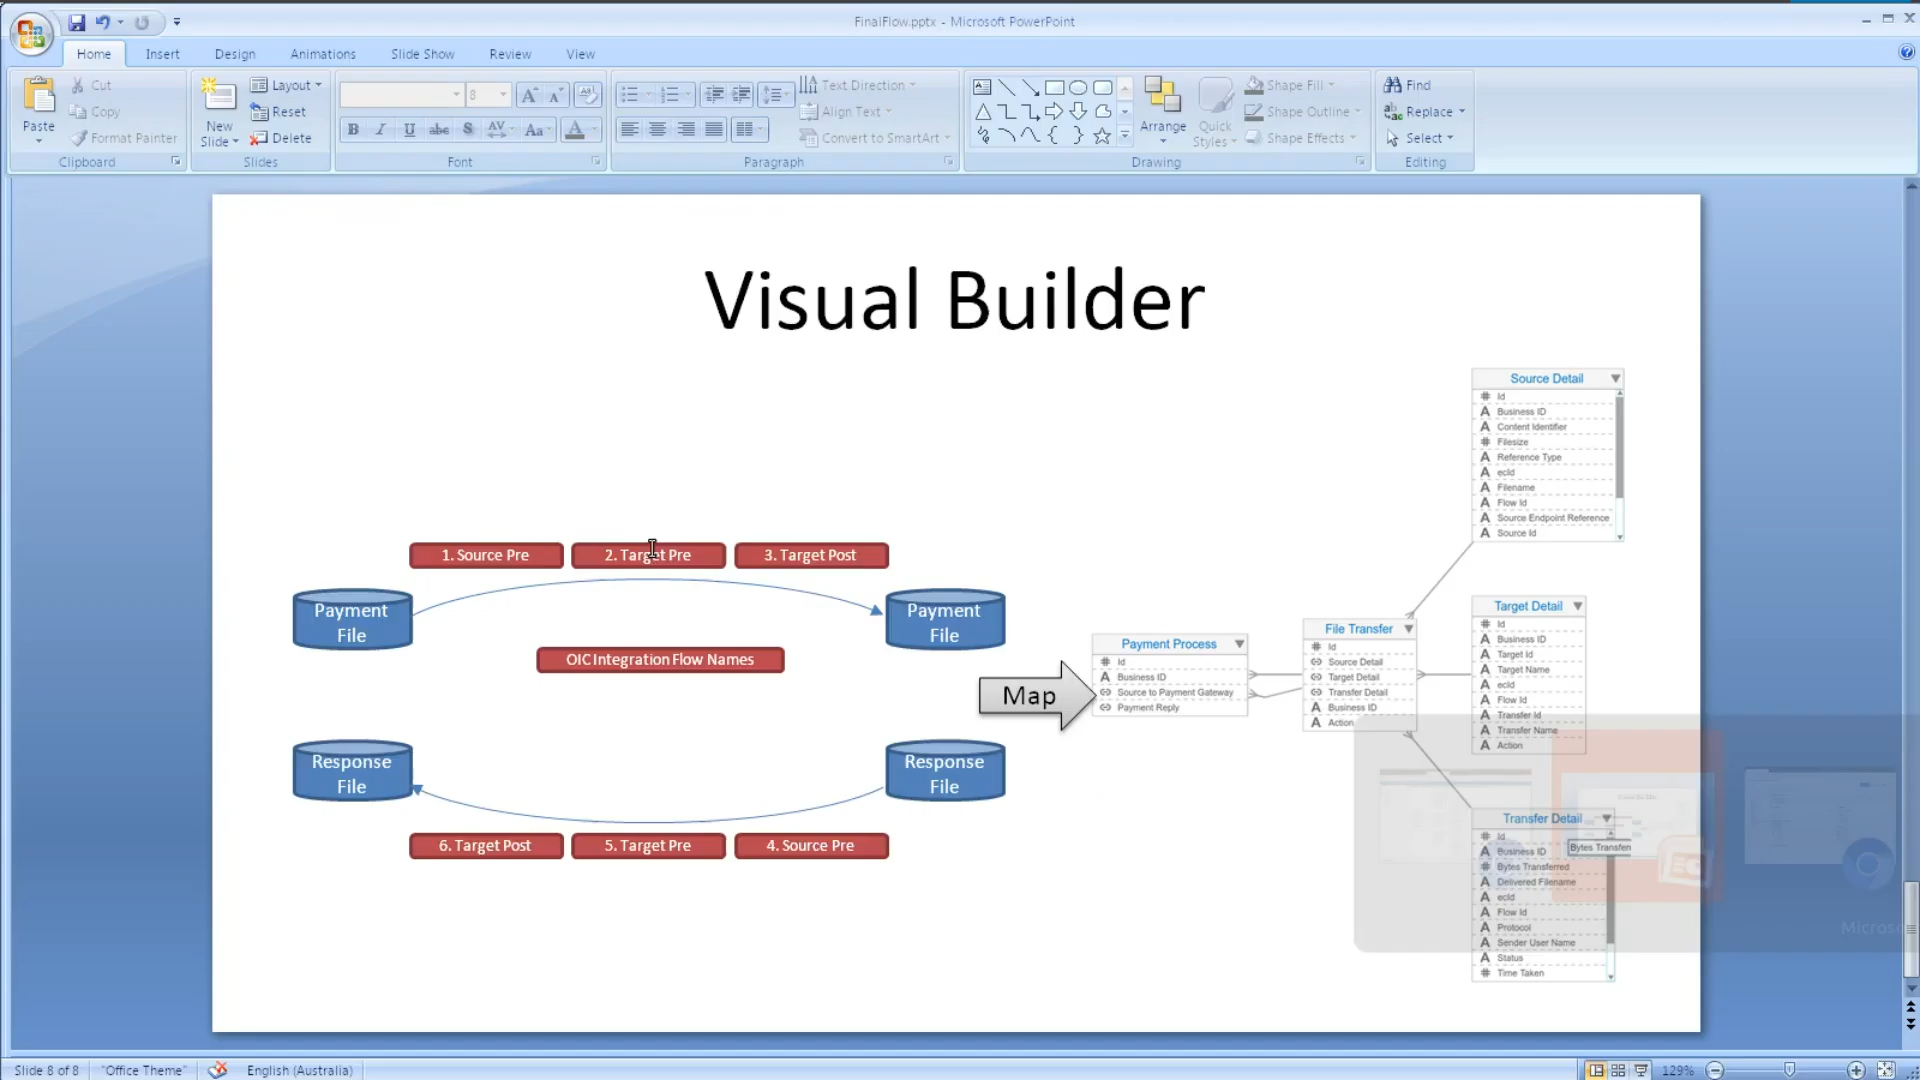 FinalFlow.pptx - Microsoft PowerPoint
Home
Insert
Design
Animations
Slide Show
Review
View
Paste
Cut
Copy
Format Painter
Clipboard
New
Slide
Layout
Reset
Delete
Slides
8
B I U abc S AV Aa A
Font
Text Direction
Align Text
Convert to SmartArt
Paragraph
Arrange
Quick
Styles
Shape Fill
Shape Outline
Shape Effects
Drawing
Find
Replace
Select
Editing
Visual Builder
1. Source Pre
2. Target Pre
3. Target Post
Payment
File
Payment
File
OIC Integration Flow Names
Response
File
Response
File
6. Target Post
5. Target Pre
4. Source Pre
Map
Payment Process
# Id
A Business ID
Source to Payment Gateway
Payment Reply
File Transfer
# Id
Source Detail
Target Detail
Transfer Detail
A Business ID
A Action
Source Detail
# Id
A Business ID
A Content Identifier
# Filesize
A Reference Type
A ecId
A Filename
A Flow Id
A Source Endpoint Reference
A Source Id
Target Detail
# Id
A Business ID
A Target Id
A Target Name
A ecId
A Flow Id
A Transfer Id
A Transfer Name
A Action
Transfer Detail
# Id
A Business ID
Bytes Transfen
# Bytes Transferred
A Delivered Filename
A ecId
A Flow Id
A Protocol
A Sender User Name
A Status
# Time Taken
Slide 8 of 8
"Office Theme"
English (Australia)
129%